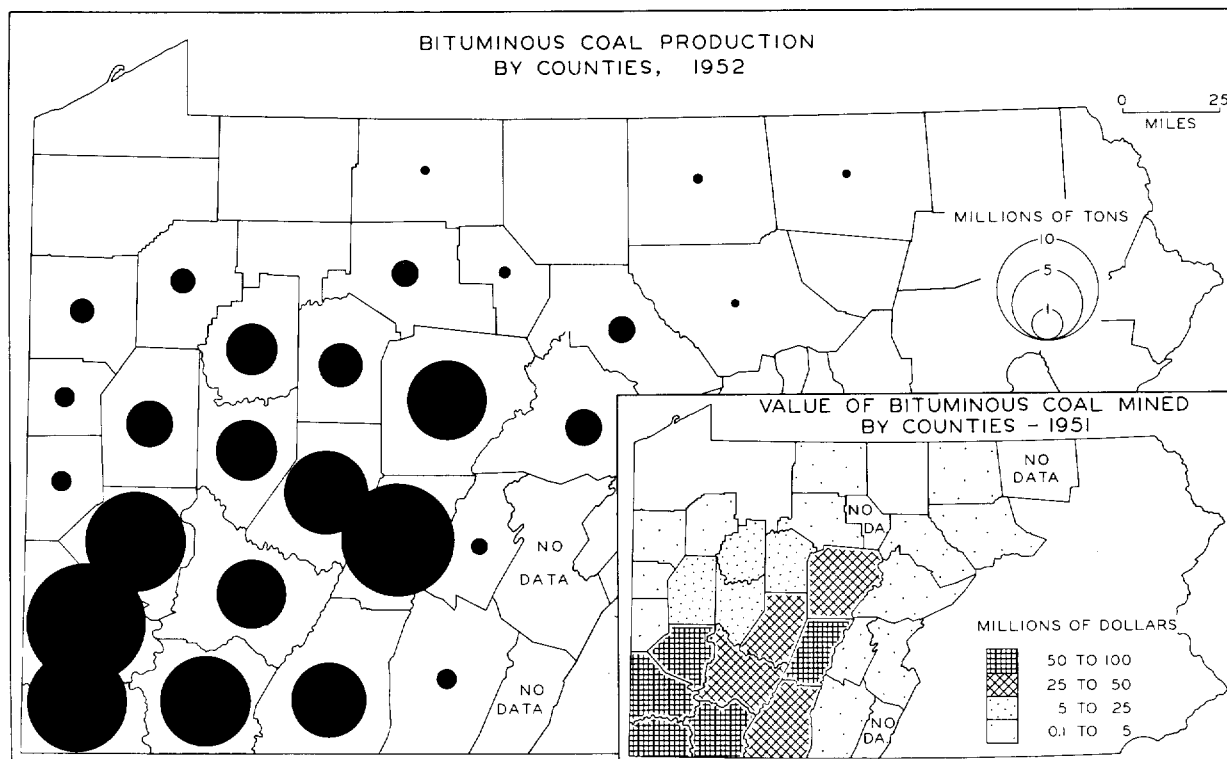 BITUMINOUS COAL PRODUCTION
BY COUNTIES, 1952
0 25
MILES
MILLIONS OF TONS
10
5
1
NO
DATA
NO
DATA
VALUE OF BITUMINOUS COAL MINED
BY COUNTIES – 1951
NO
DATA
NO
DA.
NO
DA.
MILLIONS OF DOLLARS
50 TO 100
25 TO 50
5 TO 25
0.1 TO 5